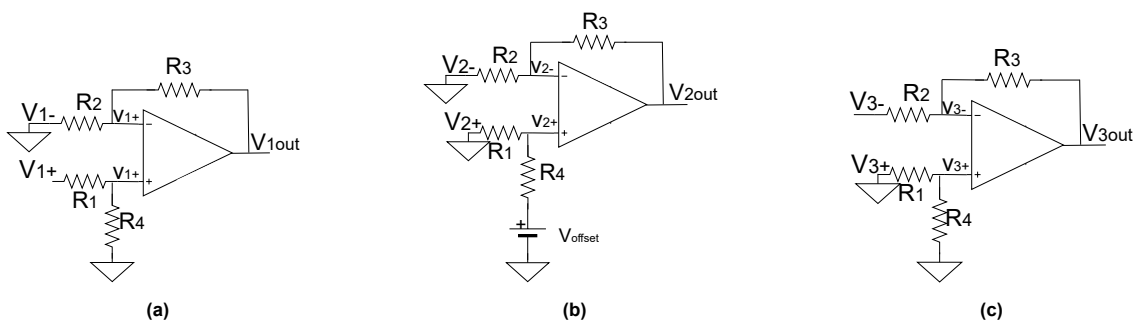 R3
R2
V1-
v1+
V1out
V1+
v1+
R1
R4
(a)
R3
R2
V2-
v2-
V2out
V2+
v2+
R1
R4
Voffset
(b)
R3
R2
V3-
v3-
V3out
V3+
v3+
R1
R4
(c)